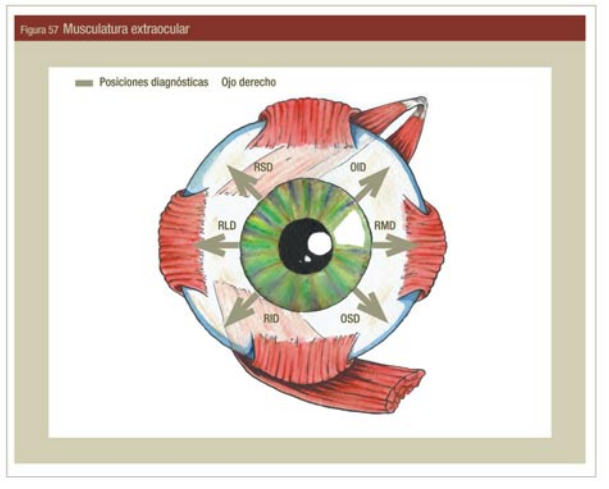 Figura 57 Musculatura extraocular
Posiciones diagnósticas Ojo derecho
RSD OID
RLD RMD
RID OSD